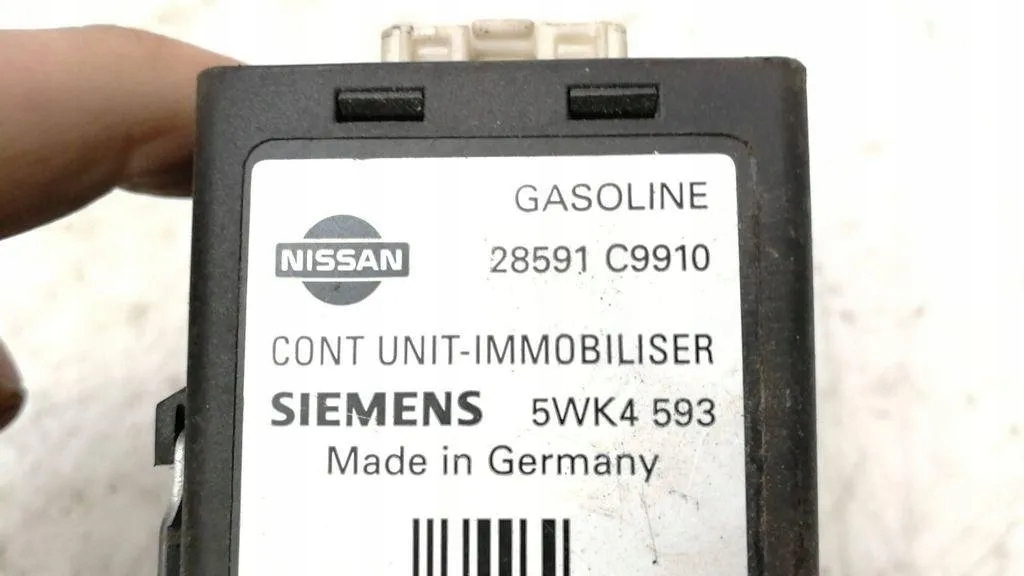 GASOLINE
NISSAN 28591 C9910
CONT UNIT-IMMOBILISER
SIEMENS 5WK4 593
Made in Germany